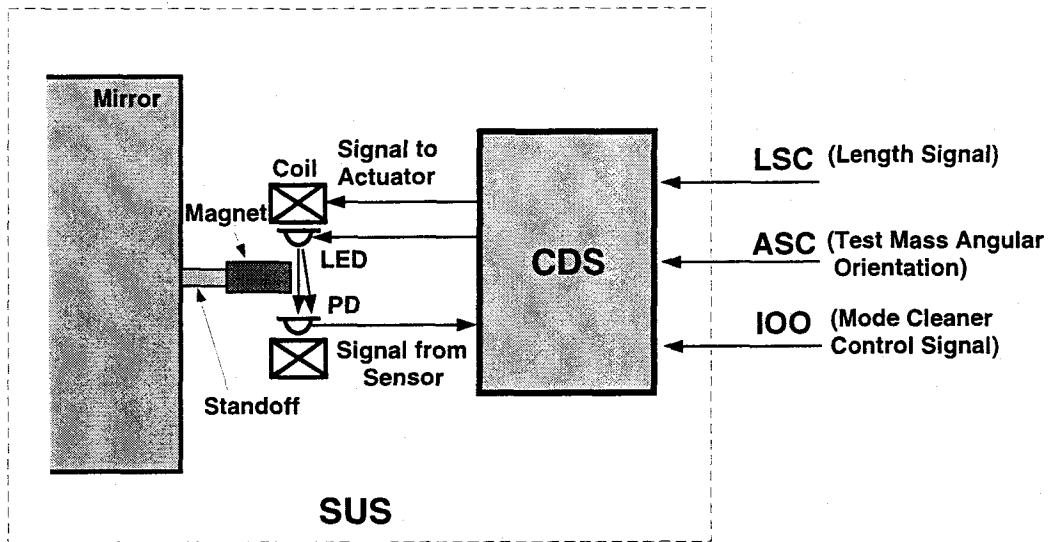 Mirror
Coil
Signal to
Actuator
Magnet
LED
PD
Signal from
Sensor
Standoff
CDS
LSC (Length Signal)
ASC (Test Mass Angular
Orientation)
IOO (Mode Cleaner
Control Signal)
SUS